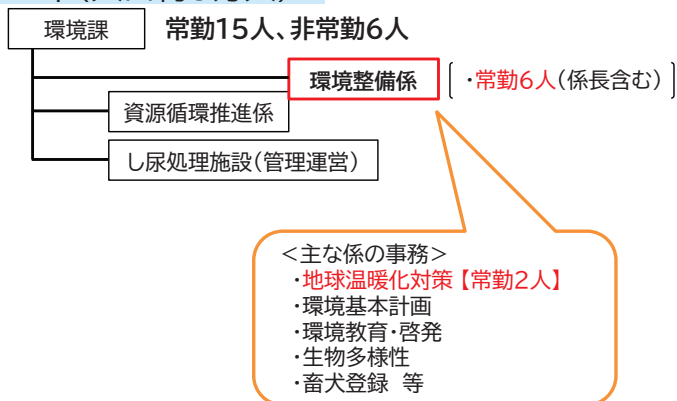 環境課 常勤15人、非常勤6人
環境整備係 ・常勤6人(係長含む)
資源循環推進係
し尿処理施設(管理運営)
<主な係の事務>
・地球温暖化対策【常勤2人】
・環境基本計画
・環境教育・啓発
・生物多様性
・畜犬登録 等